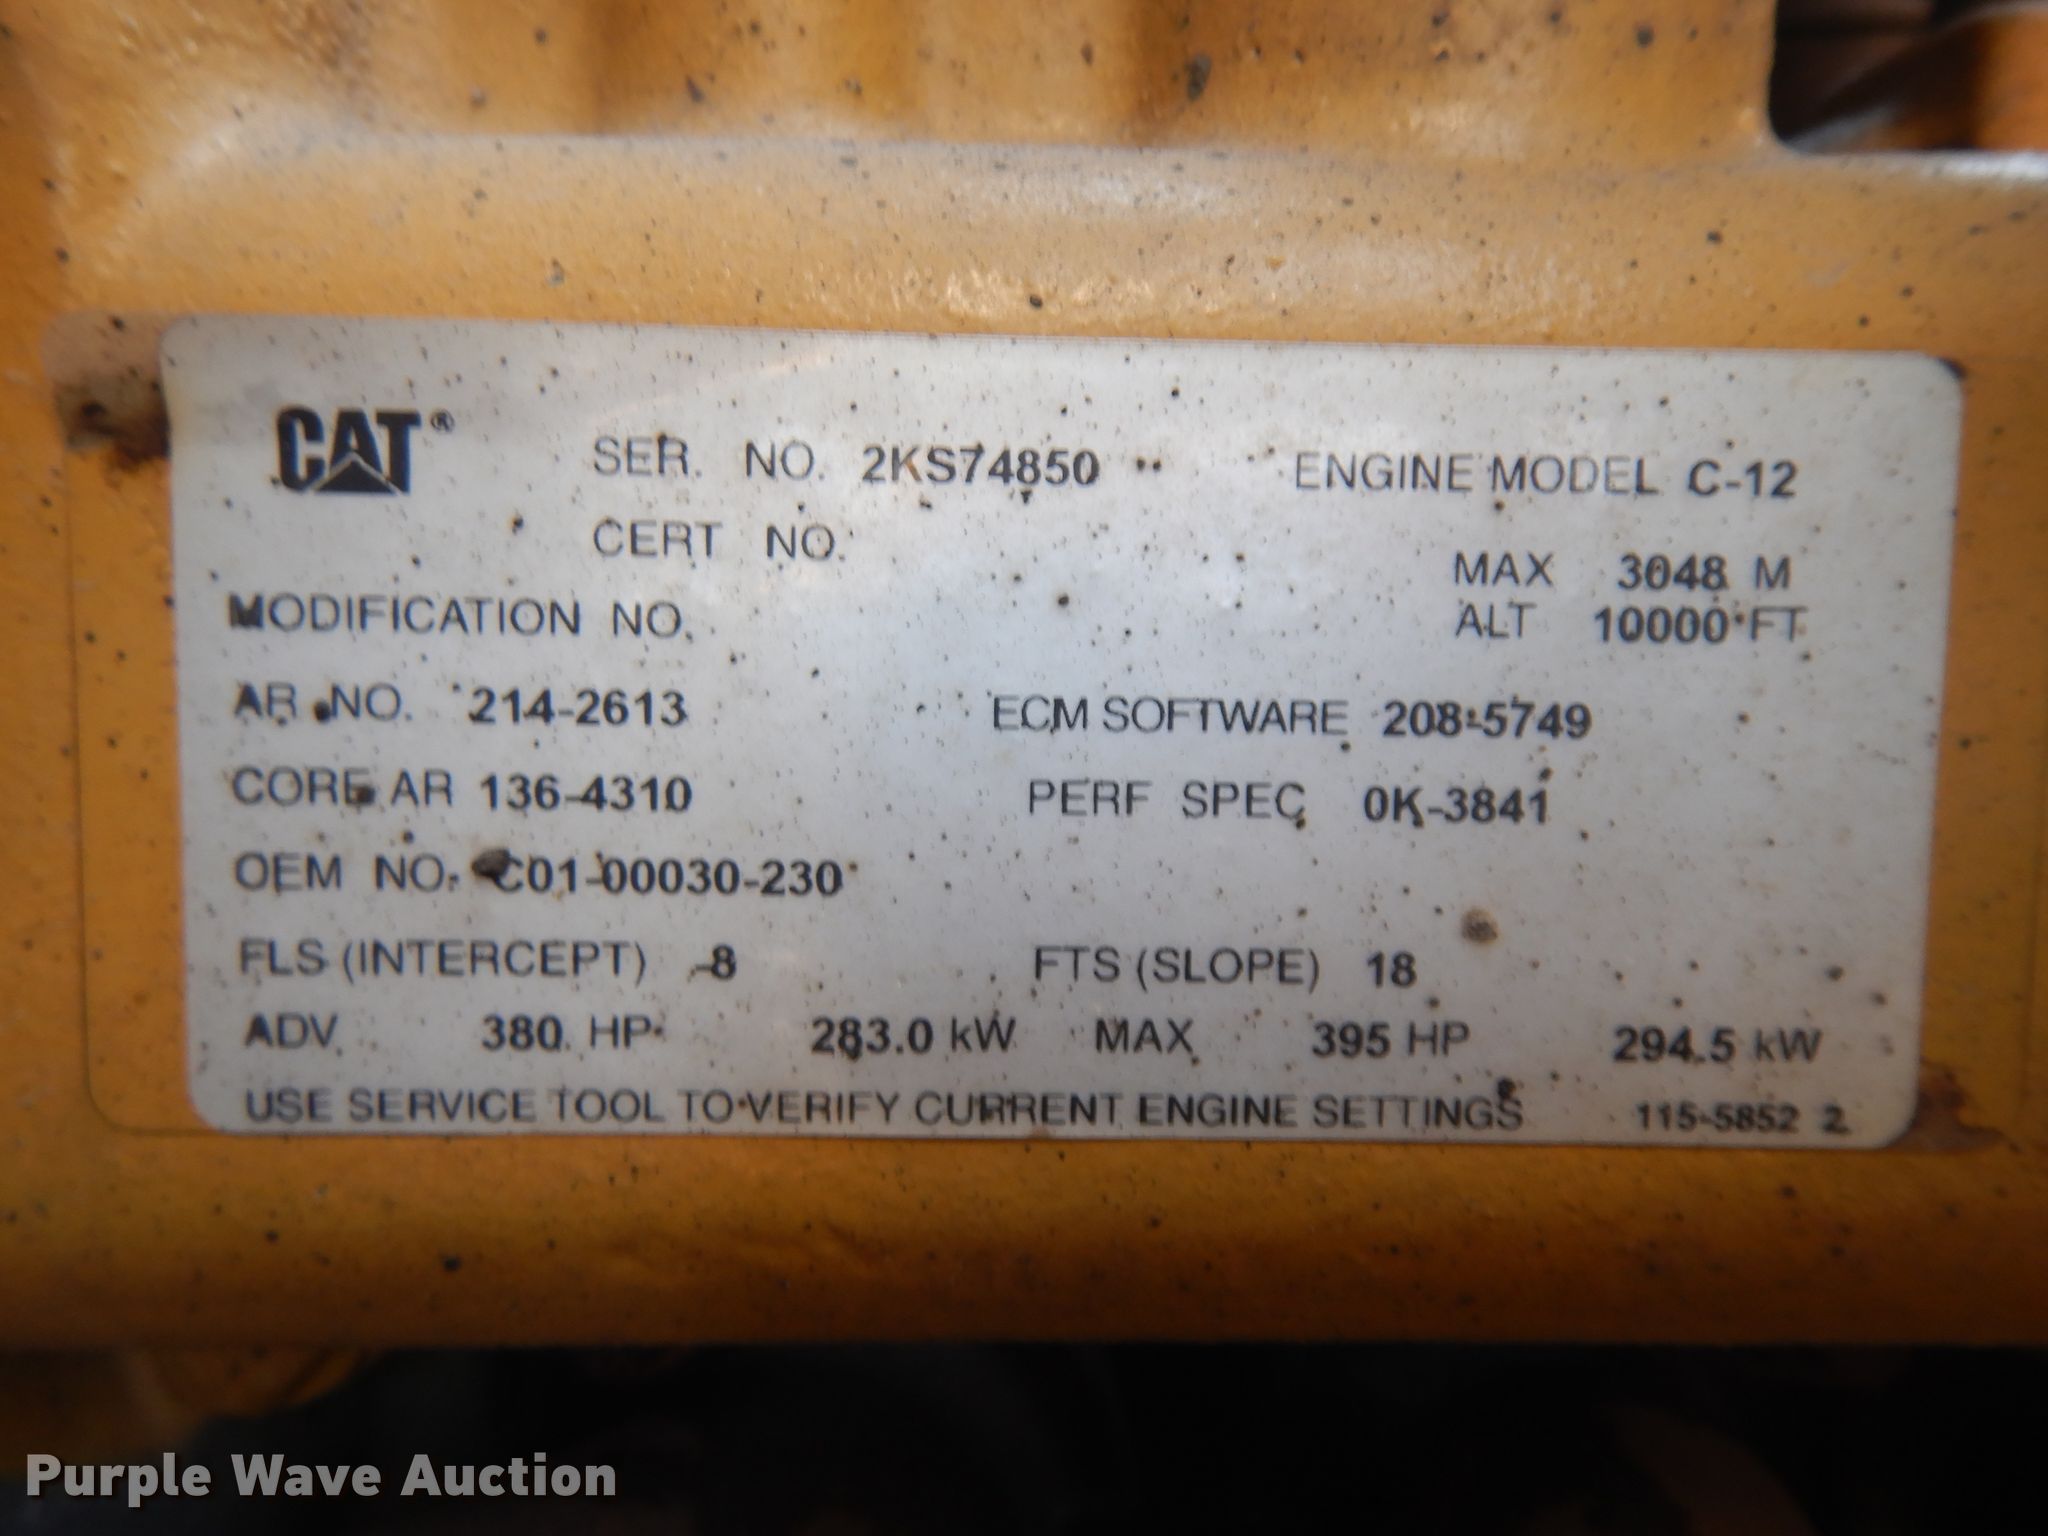 CAT®
SER. NO. 2KS74850 ENGINE MODEL C-12
CERT NO.
MAX 3048 M
MODIFICATION NO. ALT 10000 FT
AR NO. 214-2613 ECM SOFTWARE 208-5749
CORE AR 136-4310 PERF SPEC 0K-3841
OEM NO. C01-00030-230
FLS (INTERCEPT) -8 FTS (SLOPE) 18
ADV 380 HP 283.0 kW MAX 395 HP 294.5 kW
USE SERVICE TOOL TO VERIFY CURRENT ENGINE SETTINGS 115-5852 2
Purple Wave Auction